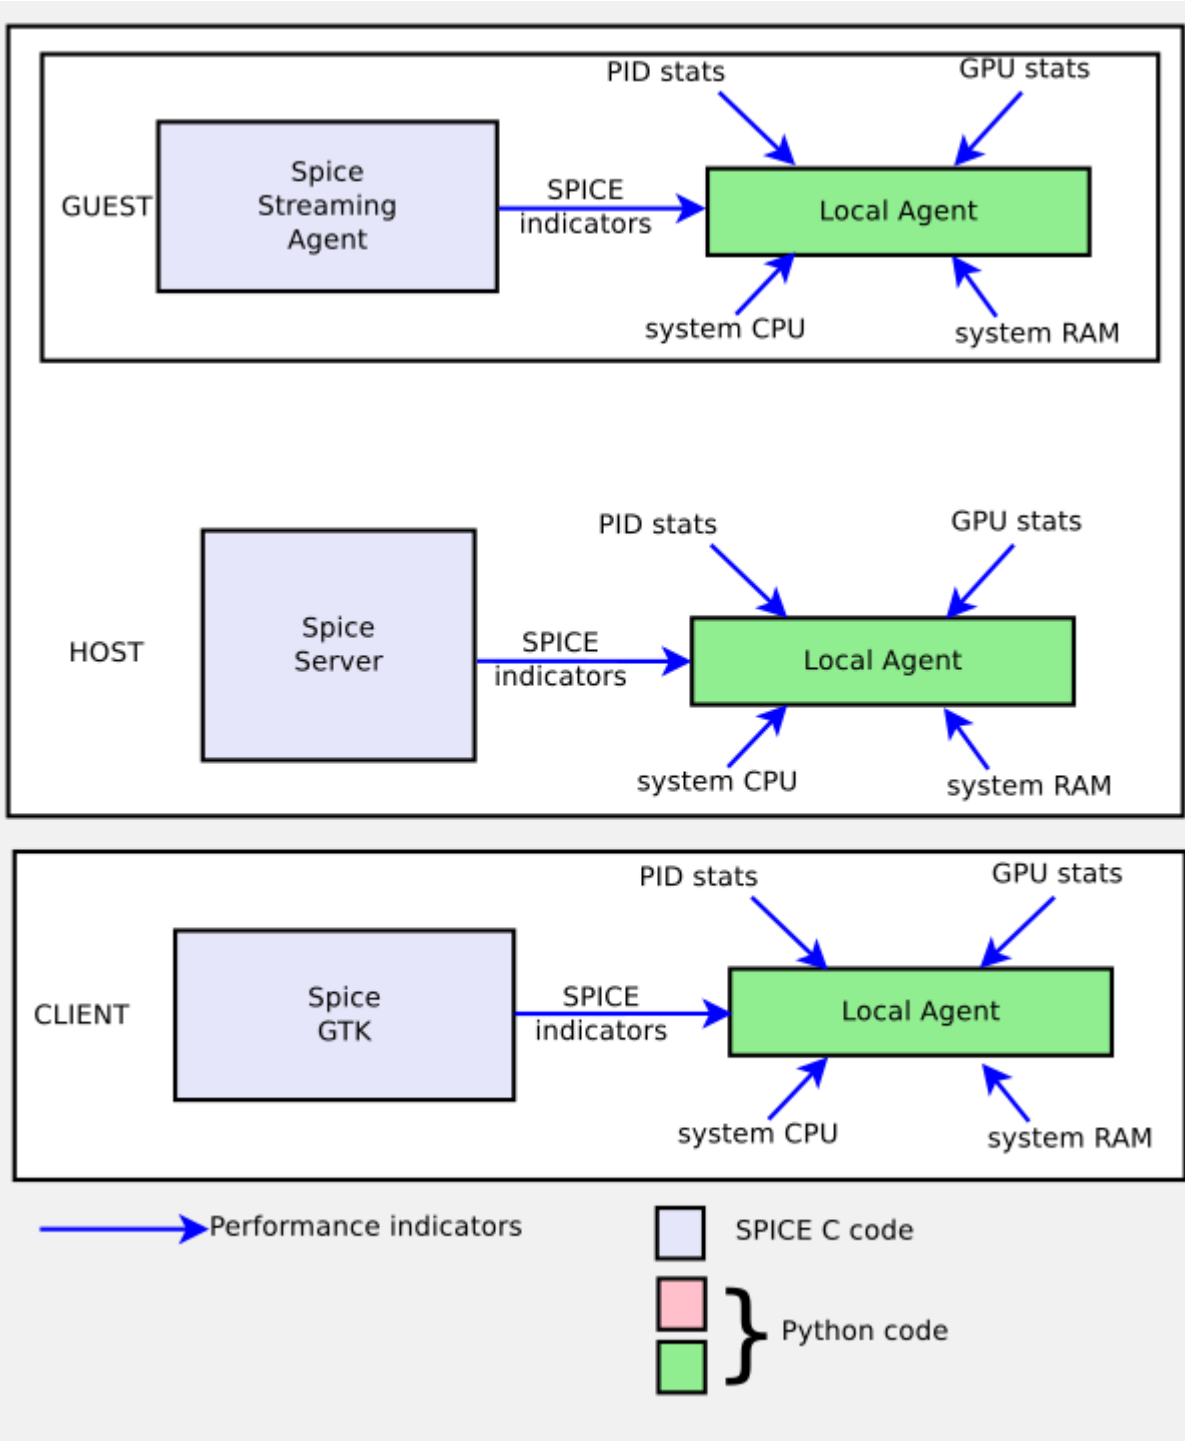 PID stats
GPU stats
GUEST
Spice
Streaming
Agent
SPICE
indicators
Local Agent
system CPU
system RAM
PID stats
GPU stats
HOST
Spice
Server
SPICE
indicators
Local Agent
system CPU
system RAM
PID stats
GPU stats
CLIENT
Spice
GTK
SPICE
indicators
Local Agent
system CPU
system RAM
Performance indicators
SPICE C code
} Python code